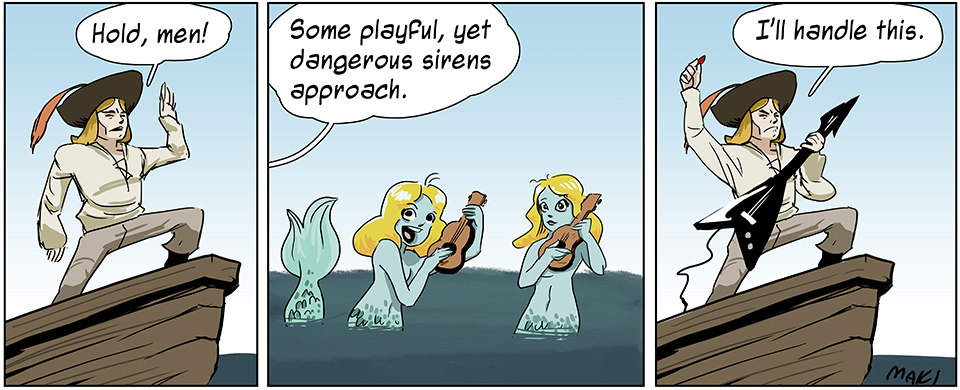 Hold, men!
Some playful, yet
dangerous sirens
approach.
I'll handle this.
MAKI